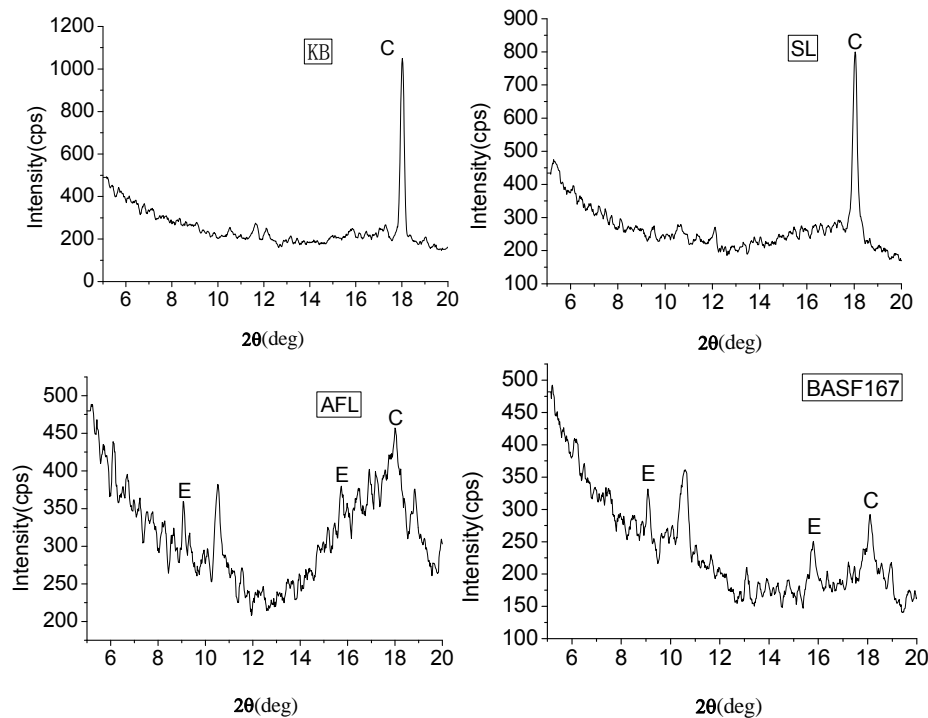 1200
1000
800
600
400
200
0
Intensity(cps)
KB
C
6 8 10 12 14 16 18 20
2θ(deg)
900
800
700
600
500
400
300
200
100
Intensity(cps)
SL
C
6 8 10 12 14 16 18 20
2θ(deg)
500
450
400
350
300
250
200
Intensity(cps)
AFL
E
E
C
6 8 10 12 14 16 18 20
2θ(deg)
500
450
400
350
300
250
200
150
100
Intensity(cps)
BASF167
E
E
C
6 8 10 12 14 16 18 20
2θ(deg)